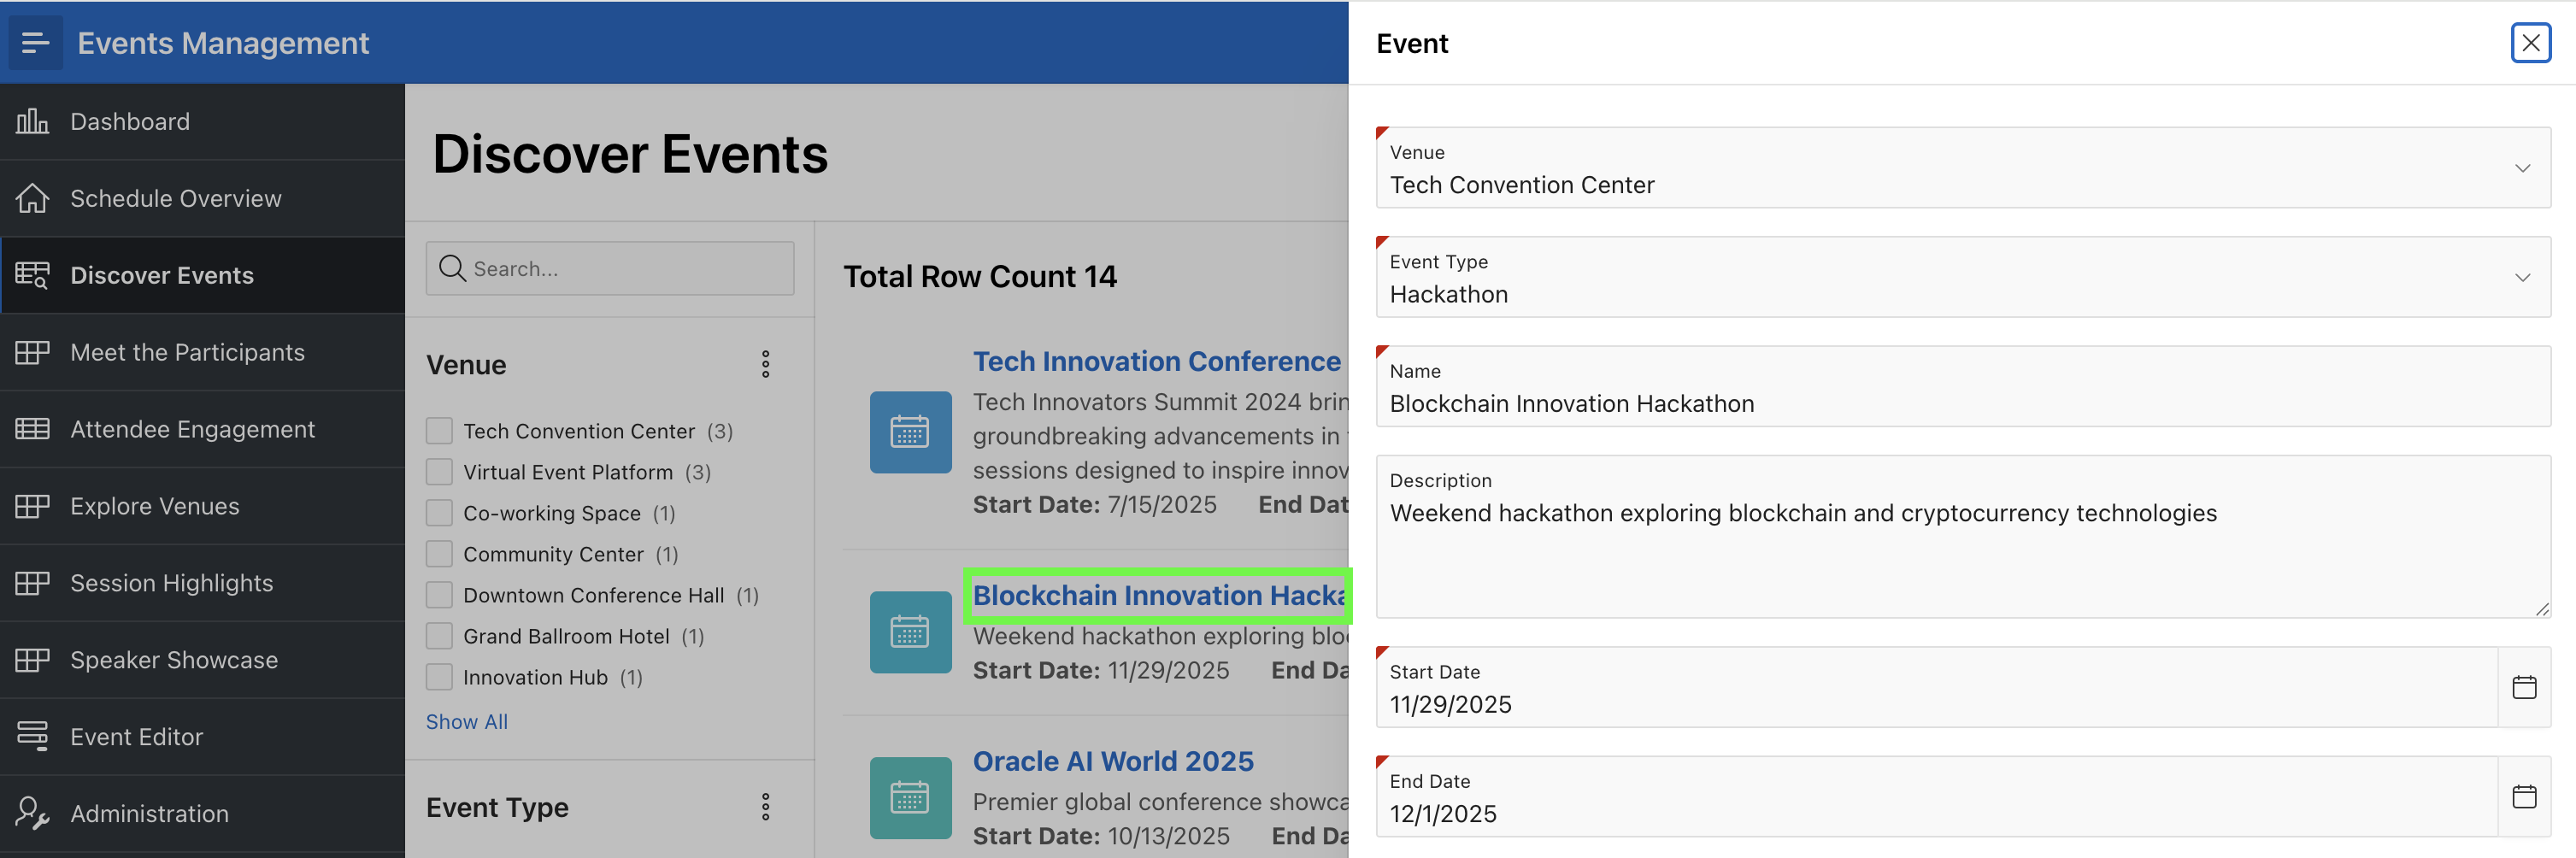 Events Management
Dashboard
Schedule Overview
Discover Events
Meet the Participants
Attendee Engagement
Explore Venues
Session Highlights
Speaker Showcase
Event Editor
Administration
Discover Events
Search...
Venue
Tech Convention Center (3)
Virtual Event Platform (3)
Co-working Space (1)
Community Center (1)
Downtown Conference Hall (1)
Grand Ballroom Hotel (1)
Innovation Hub (1)
Show All
Event Type
Total Row Count 14
Tech Innovation Conference
Tech Innovators Summit 2024 brin
groundbreaking advancements in
sessions designed to inspire innov
Start Date: 7/15/2025 End Dat
Blockchain Innovation Hacka
Weekend hackathon exploring bloc
Start Date: 11/29/2025 End Da
Oracle AI World 2025
Premier global conference showca
Start Date: 10/13/2025 End Da
Event
Venue
Tech Convention Center
Event Type
Hackathon
Name
Blockchain Innovation Hackathon
Description
Weekend hackathon exploring blockchain and cryptocurrency technologies
Start Date
11/29/2025
End Date
12/1/2025